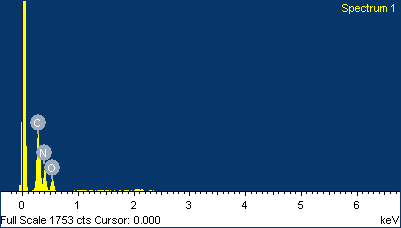 Spectrum 1
C
N
O
0 1 2 3 4 5 6
Full Scale 1753 cts Cursor: 0.000 keV